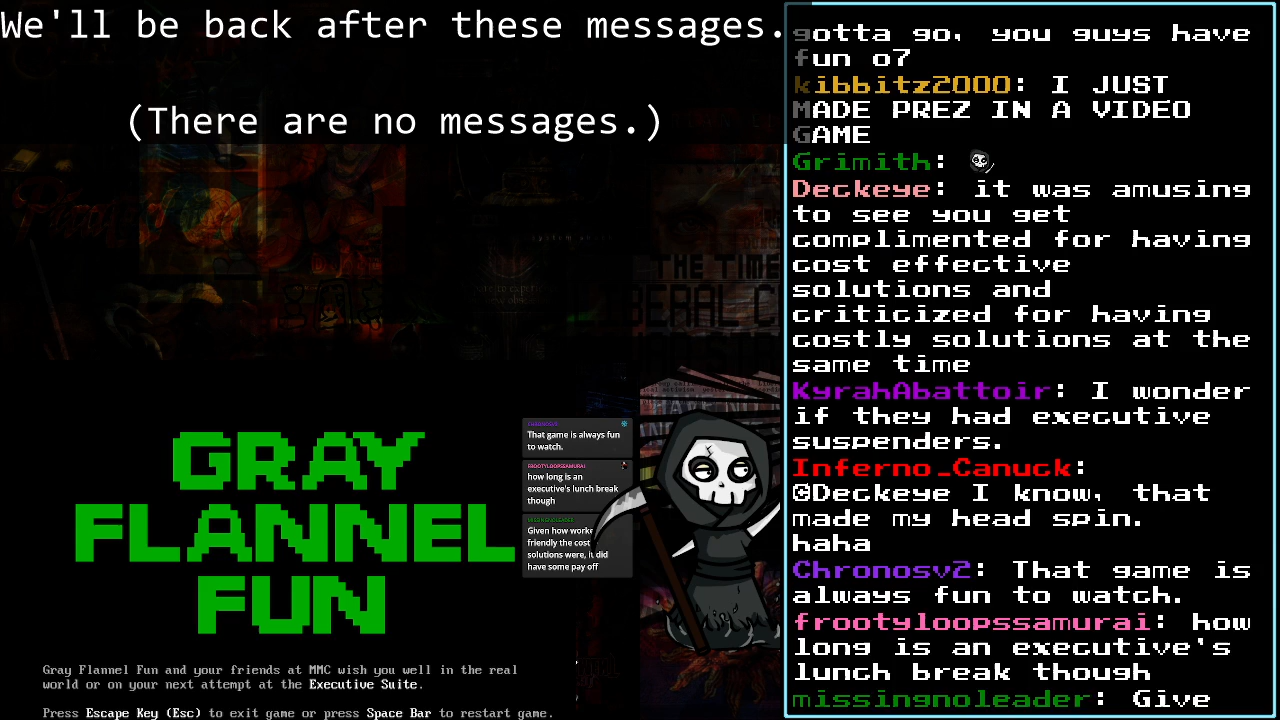 We'll be back after these messages.
(There are no messages.)
THE TIME
LIBERAL C
GRAY
FLANNEL
FUN
Gray Flannel Fun and your friends at MMC wish you well in the real
world or on your next attempt at the Executive Suite.
Press Escape Key (Esc) to exit game or press Space Bar to restart game.
CHRONOSV2
That game is always fun
to watch.
FROOTYLOOPSSAMURAI
how long is an
executive's lunch break
though
MISSINGNOLEADER
Given how worke
friendly the cost
solutions were, it did
have some pay off
gotta go, you guys have
fun o7
kibbitz2000: I JUST
MADE PREZ IN A VIDEO
GAME
Grimith:
Deckeye: it was amusing
to see you get
complimented for having
cost effective
solutions and
criticized for having
costly solutions at the
same time
KyrahAbattoir: I wonder
if they had executive
suspenders.
Inferno_Canuck:
@Deckeye I know, that
made my head spin.
haha
Chronosv2: That game is
always fun to watch.
frootyloopssamurai: how
long is an executive's
lunch break though
missingnoleader: Give